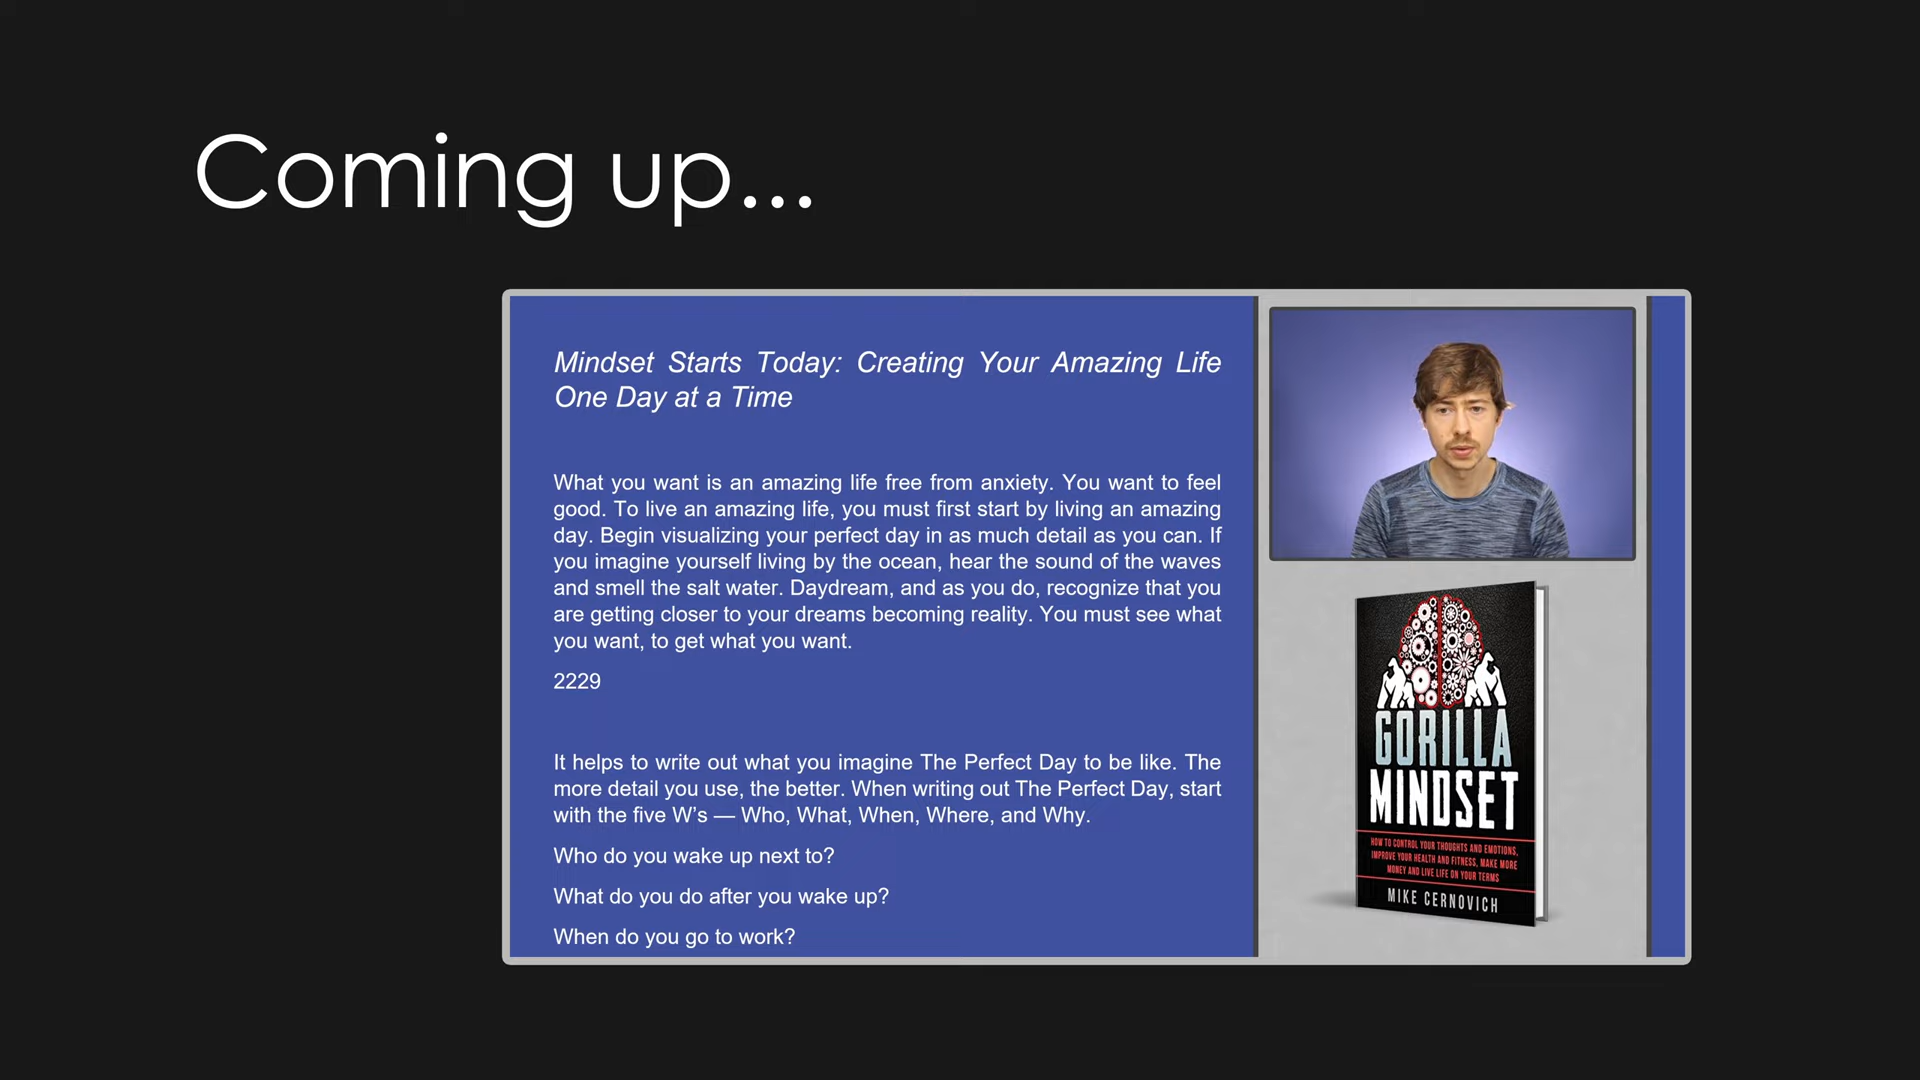 Coming up...
Mindset Starts Today: Creating Your Amazing Life
One Day at a Time
What you want is an amazing life free from anxiety. You want to feel
good. To live an amazing life, you must first start by living an amazing
day. Begin visualizing your perfect day in as much detail as you can. If
you imagine yourself living by the ocean, hear the sound of the waves
and smell the salt water. Daydream, and as you do, recognize that you
are getting closer to your dreams becoming reality. You must see what
you want, to get what you want.
2229
It helps to write out what you imagine The Perfect Day to be like. The
more detail you use, the better. When writing out The Perfect Day, start
with the five W’s — Who, What, When, Where, and Why.
Who do you wake up next to?
What do you do after you wake up?
When do you go to work?
GORILLA
MINDSET
HOW TO CONTROL YOUR THOUGHTS AND EMOTIONS,
IMPROVE YOUR HEALTH AND FITNESS, MAKE MORE
MONEY AND LIVE LIFE ON YOUR TERMS
MIKE CERNOVICH